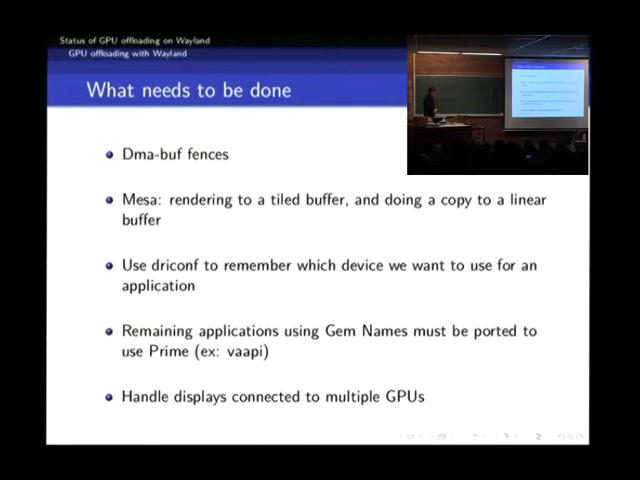 Status of GPU offloading on Wayland
GPU offloading with Wayland
What needs to be done
Dma-buf fences
Mesa: rendering to a tiled buffer, and doing a copy to a linear
buffer
Use driconf to remember which device we want to use for an
application
Remaining applications using Gem Names must be ported to
use Prime (ex: vaapi)
Handle displays connected to multiple GPUs